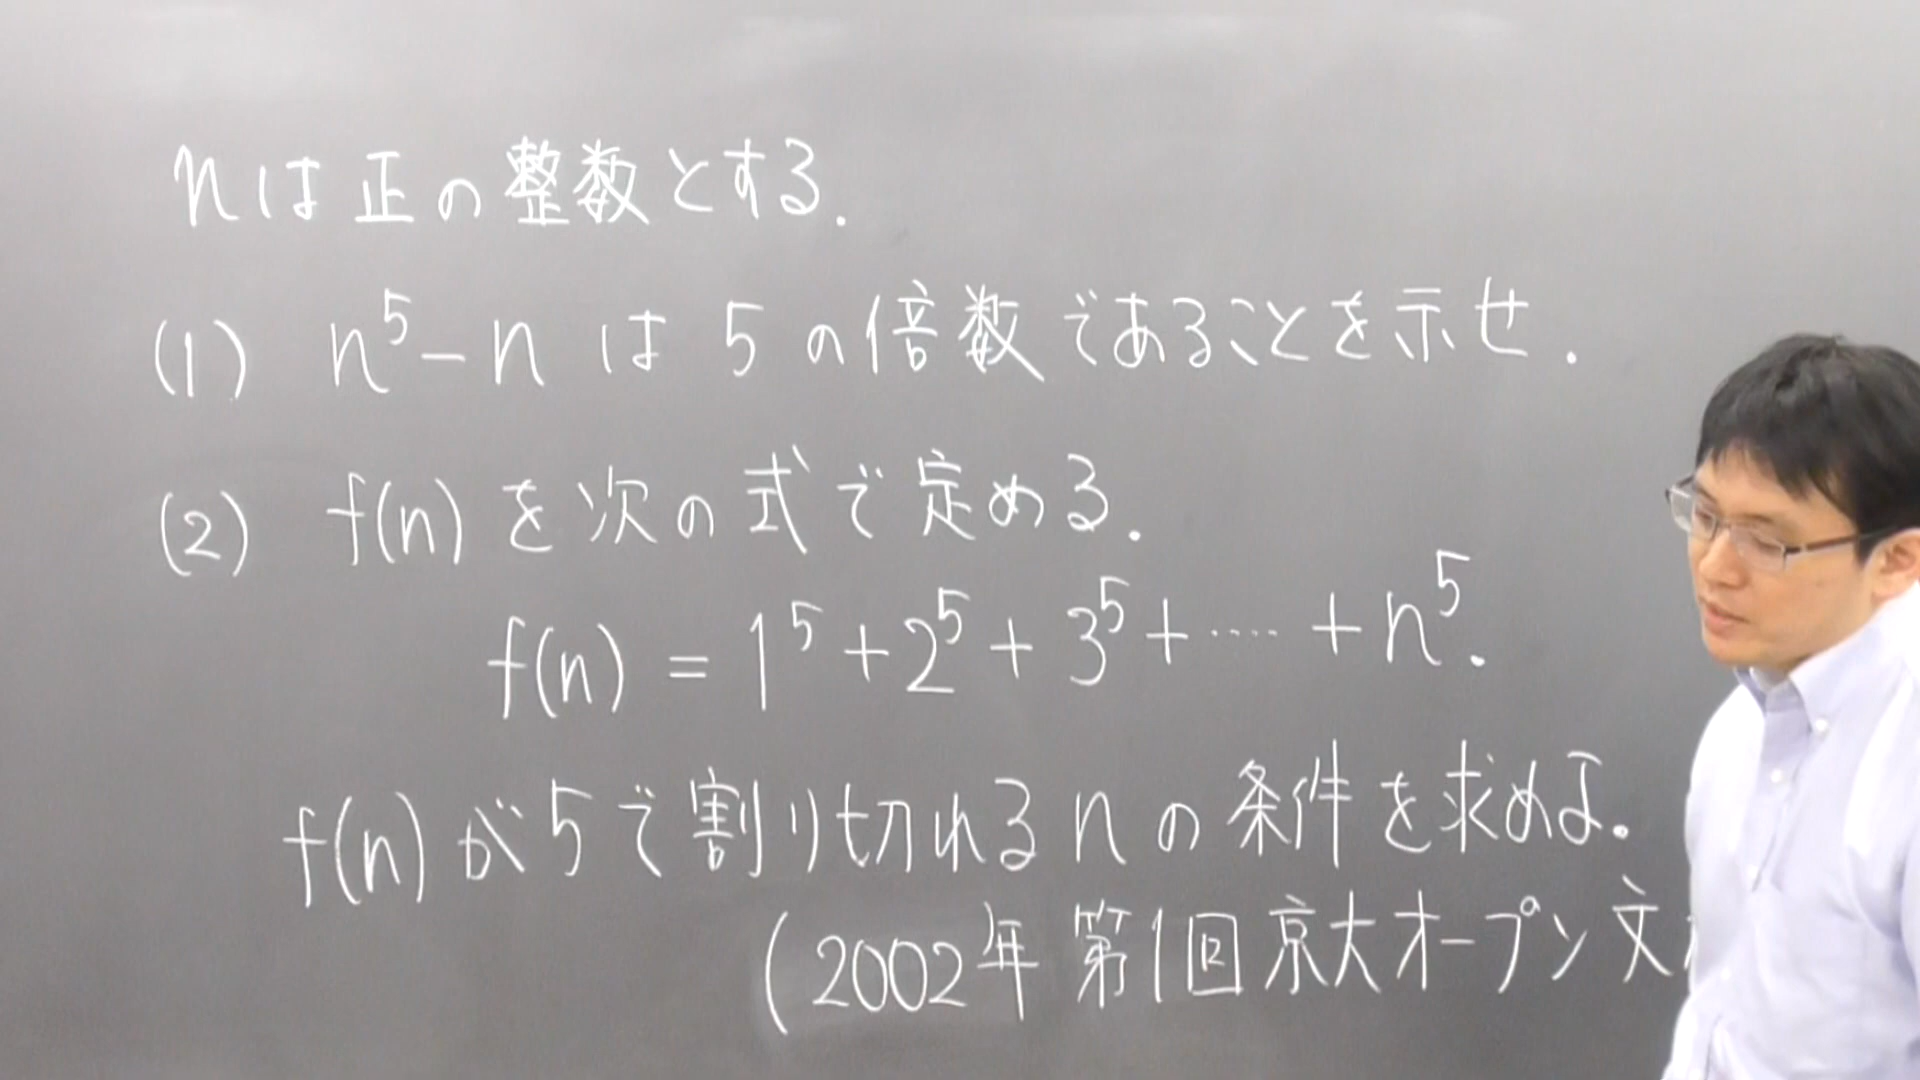 nは正の整数とする.
(1) n⁵－n は 5 の倍数であることを示せ.
(2) f(n) を次の式で定める.
f(n) = 1⁵+2⁵+3⁵+‥‥+n⁵.
f(n)が5で割り切れるnの条件を求めよ.
(2002年 第1回京大オープン文